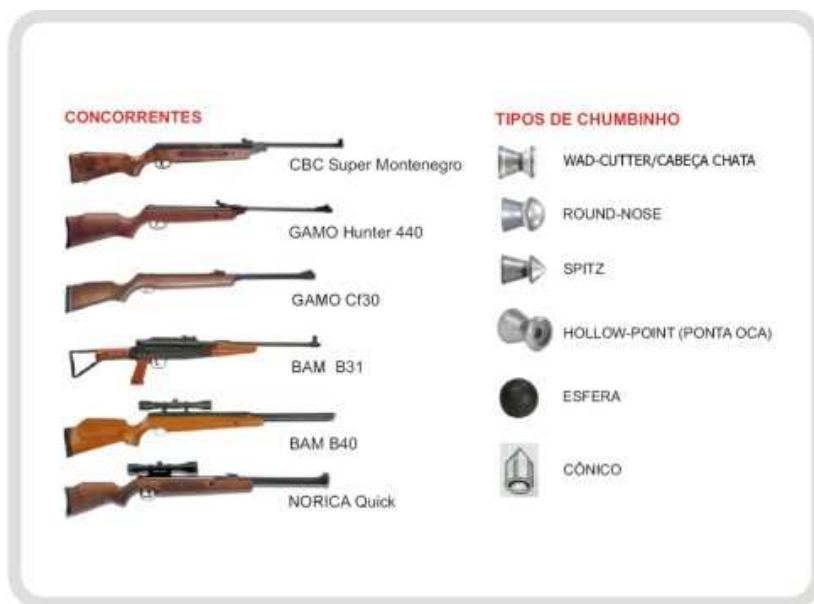 CONCORRENTES
CBC Super Montenegro
GAMO Hunter 440
GAMO Cf30
BAM B31
BAM B40
NORICA Quick
TIPOS DE CHUMBINHO
WAD-CUTTER/CABEÇA CHATA
ROUND-NOSE
SPITZ
HOLLOW-POINT (PONTA OCA)
ESFERA
CÔNICO